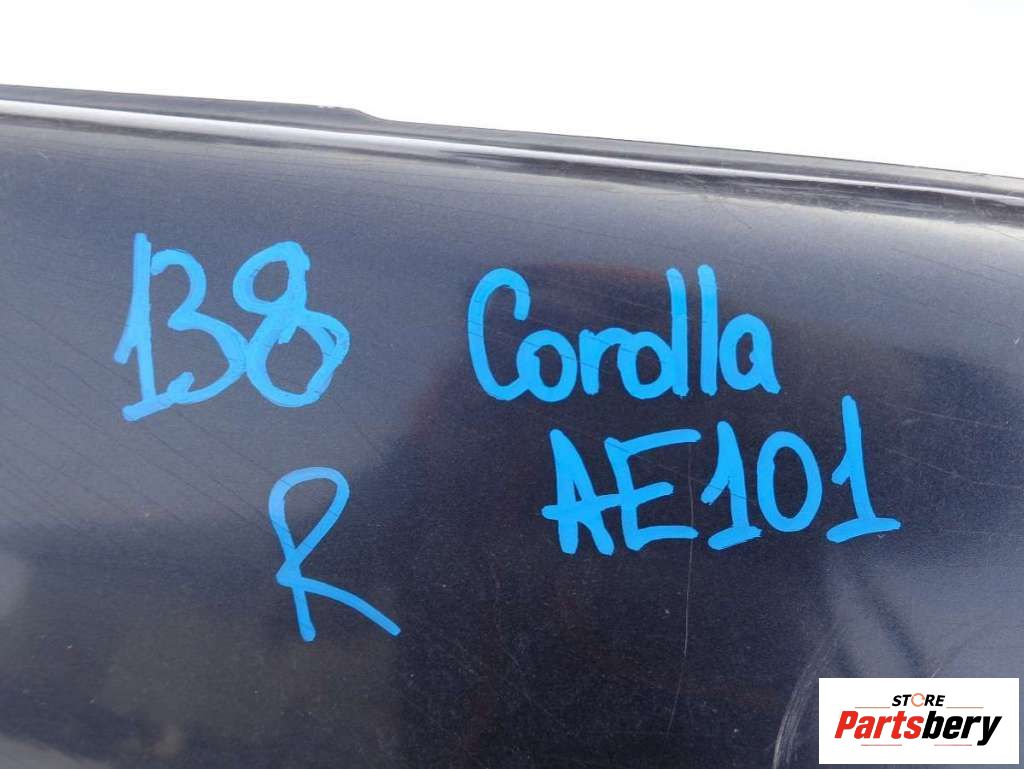 138 Corolla
R AE101
STORE
Partsbery